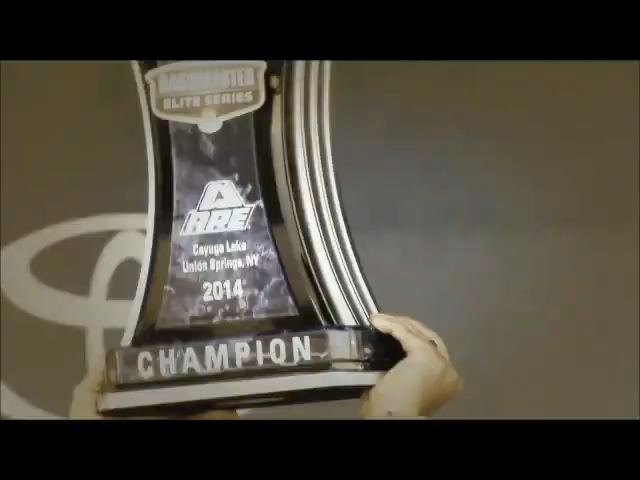 BASSMASTER
ELITE SERIES
ARE
Cayuga Lake
Union Springs, NY
2014
CHAMPION